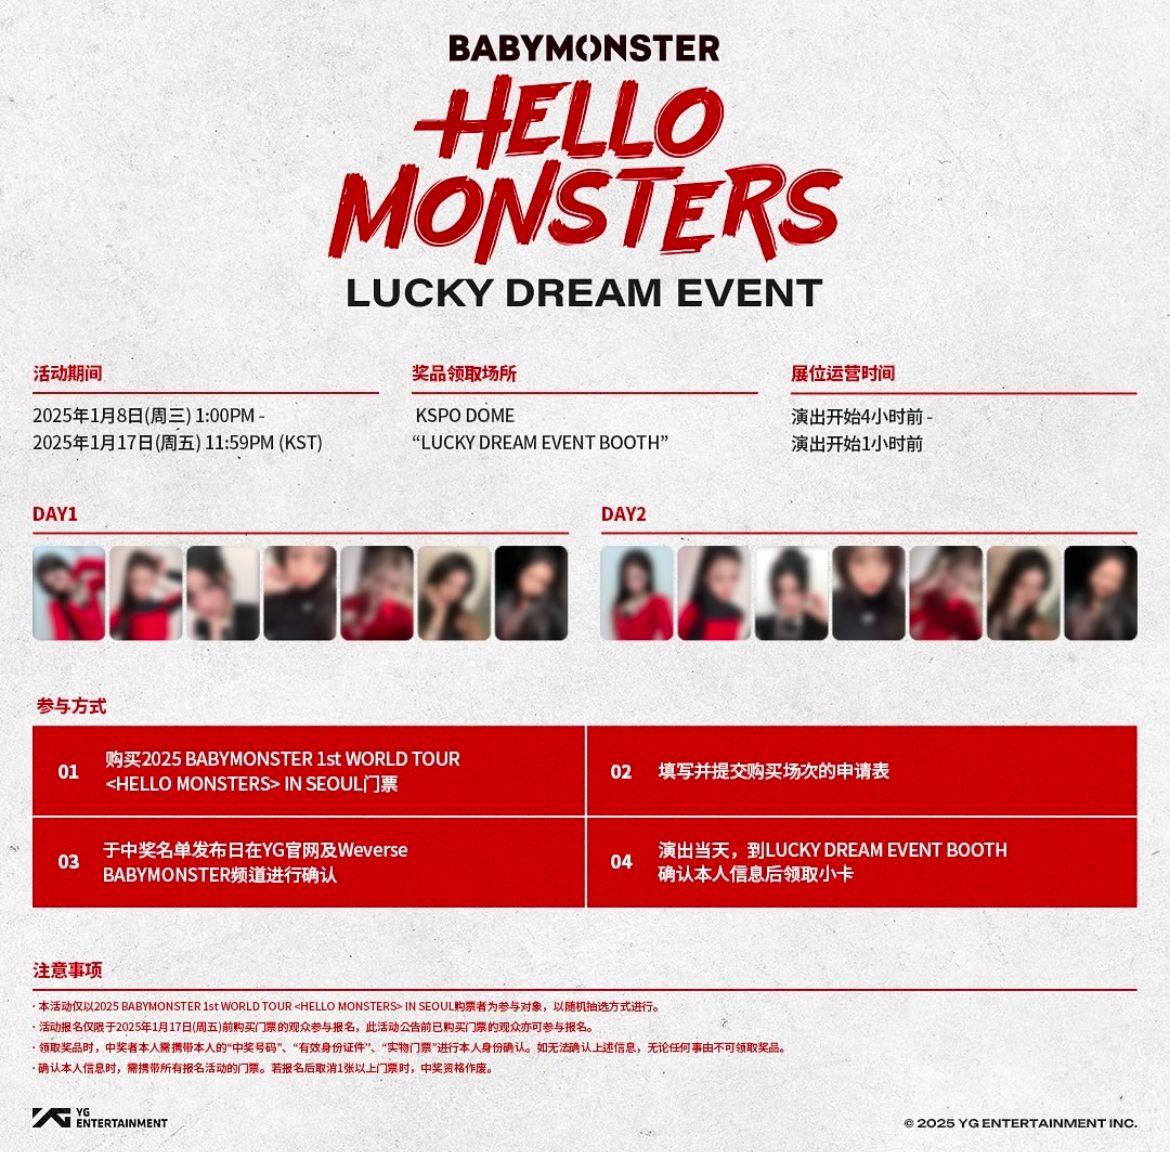 BABYMONSTER
HELLO
MONSTERS
LUCKY DREAM EVENT
活动期间
2025年1月8日(周三) 1:00PM -
2025年1月17日(周五) 11:59PM (KST)
奖品领取场所
KSPO DOME
“LUCKY DREAM EVENT BOOTH”
展位运营时间
演出开始4小时前 -
演出开始1小时前
DAY1
DAY2
参与方式
01
购买2025 BABYMONSTER 1st WORLD TOUR
<HELLO MONSTERS> IN SEOUL门票
02
填写并提交购买场次的申请表
03
于中奖名单发布日在YG官网及Weverse
BABYMONSTER频道进行确认
04
演出当天，到LUCKY DREAM EVENT BOOTH
确认本人信息后领取小卡
注意事项
· 本活动仅以2025 BABYMONSTER 1st WORLD TOUR <HELLO MONSTERS> IN SEOUL购票者为参与对象，以随机抽选方式进行。
· 活动报名仅限于2025年1月17日(周五)前购买门票的观众参与报名，此活动公告前已购买门票的观众亦可参与报名。
· 领取奖品时，中奖者本人需携带本人的“中奖号码”、“有效身份证件”、“实物门票”进行本人身份确认。如无法确认上述信息，无论任何事由不可领取奖品。
· 确认本人信息时，需携带所有报名活动的门票。若报名后取消1张以上门票时，中奖资格作废。
YG
ENTERTAINMENT
© 2025 YG ENTERTAINMENT INC.